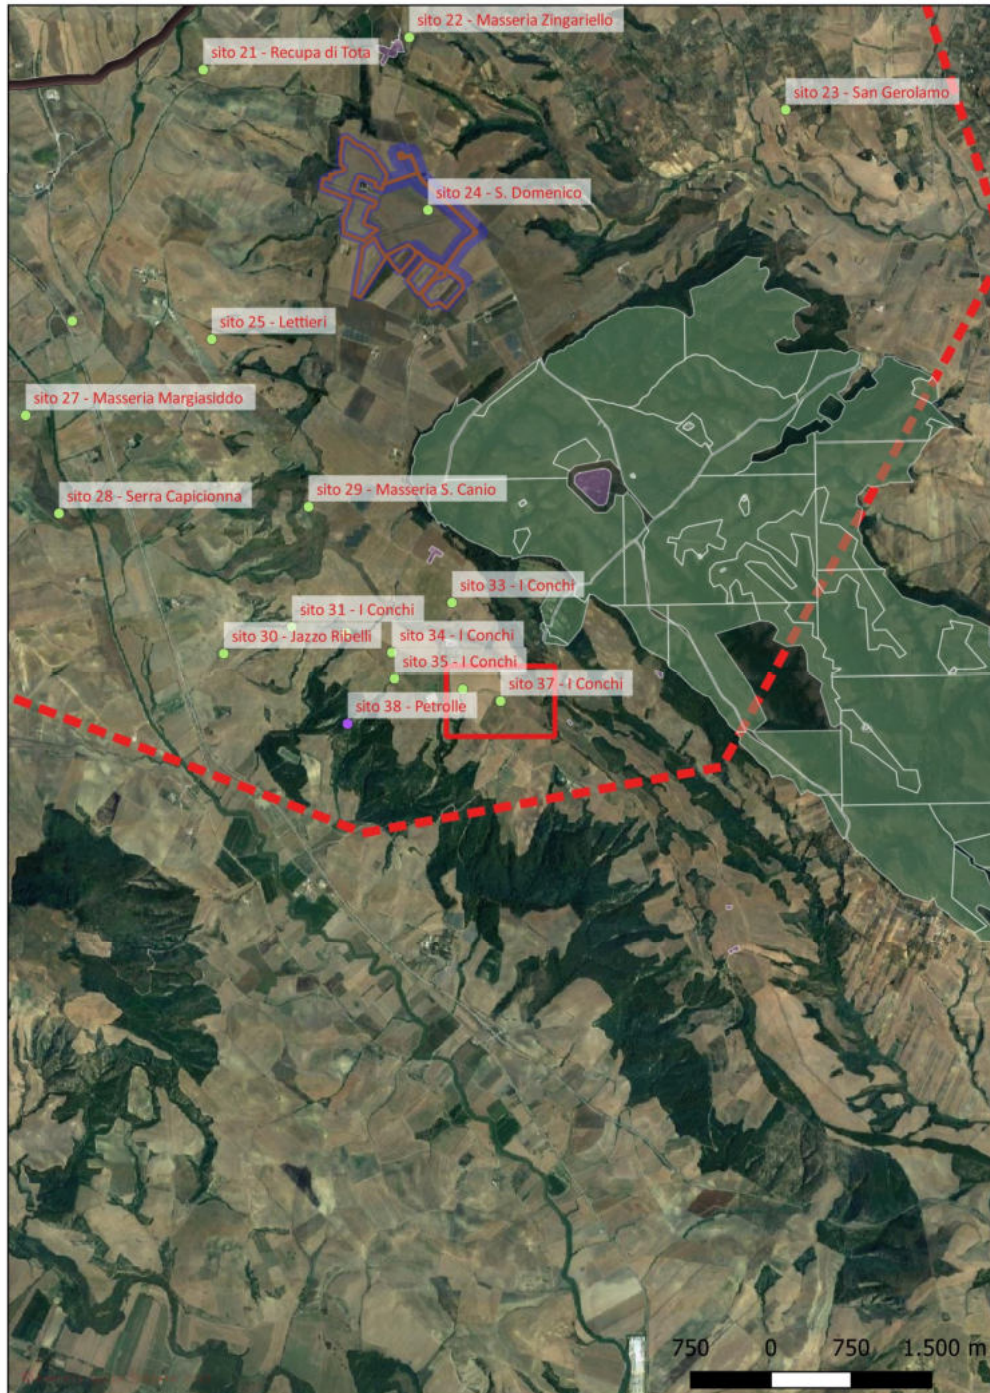 sito 22 - Masseria Zingariello
sito 21 - Recupa di Tota
sito 23 - San Gerolamo
sito 24 - S. Domenico
sito 25 - Lettieri
sito 27 - Masseria Margiasiddo
sito 28 - Serra Capicionna
sito 29 - Masseria S. Canio
sito 33 - I Conchi
sito 31 - I Conchi
sito 30 - Jazzo Ribelli
sito 34 - I Conchi
sito 35 - I Conchi
sito 37 - I Conchi
sito 38 - Petrolle
750 0 750 1.500 m